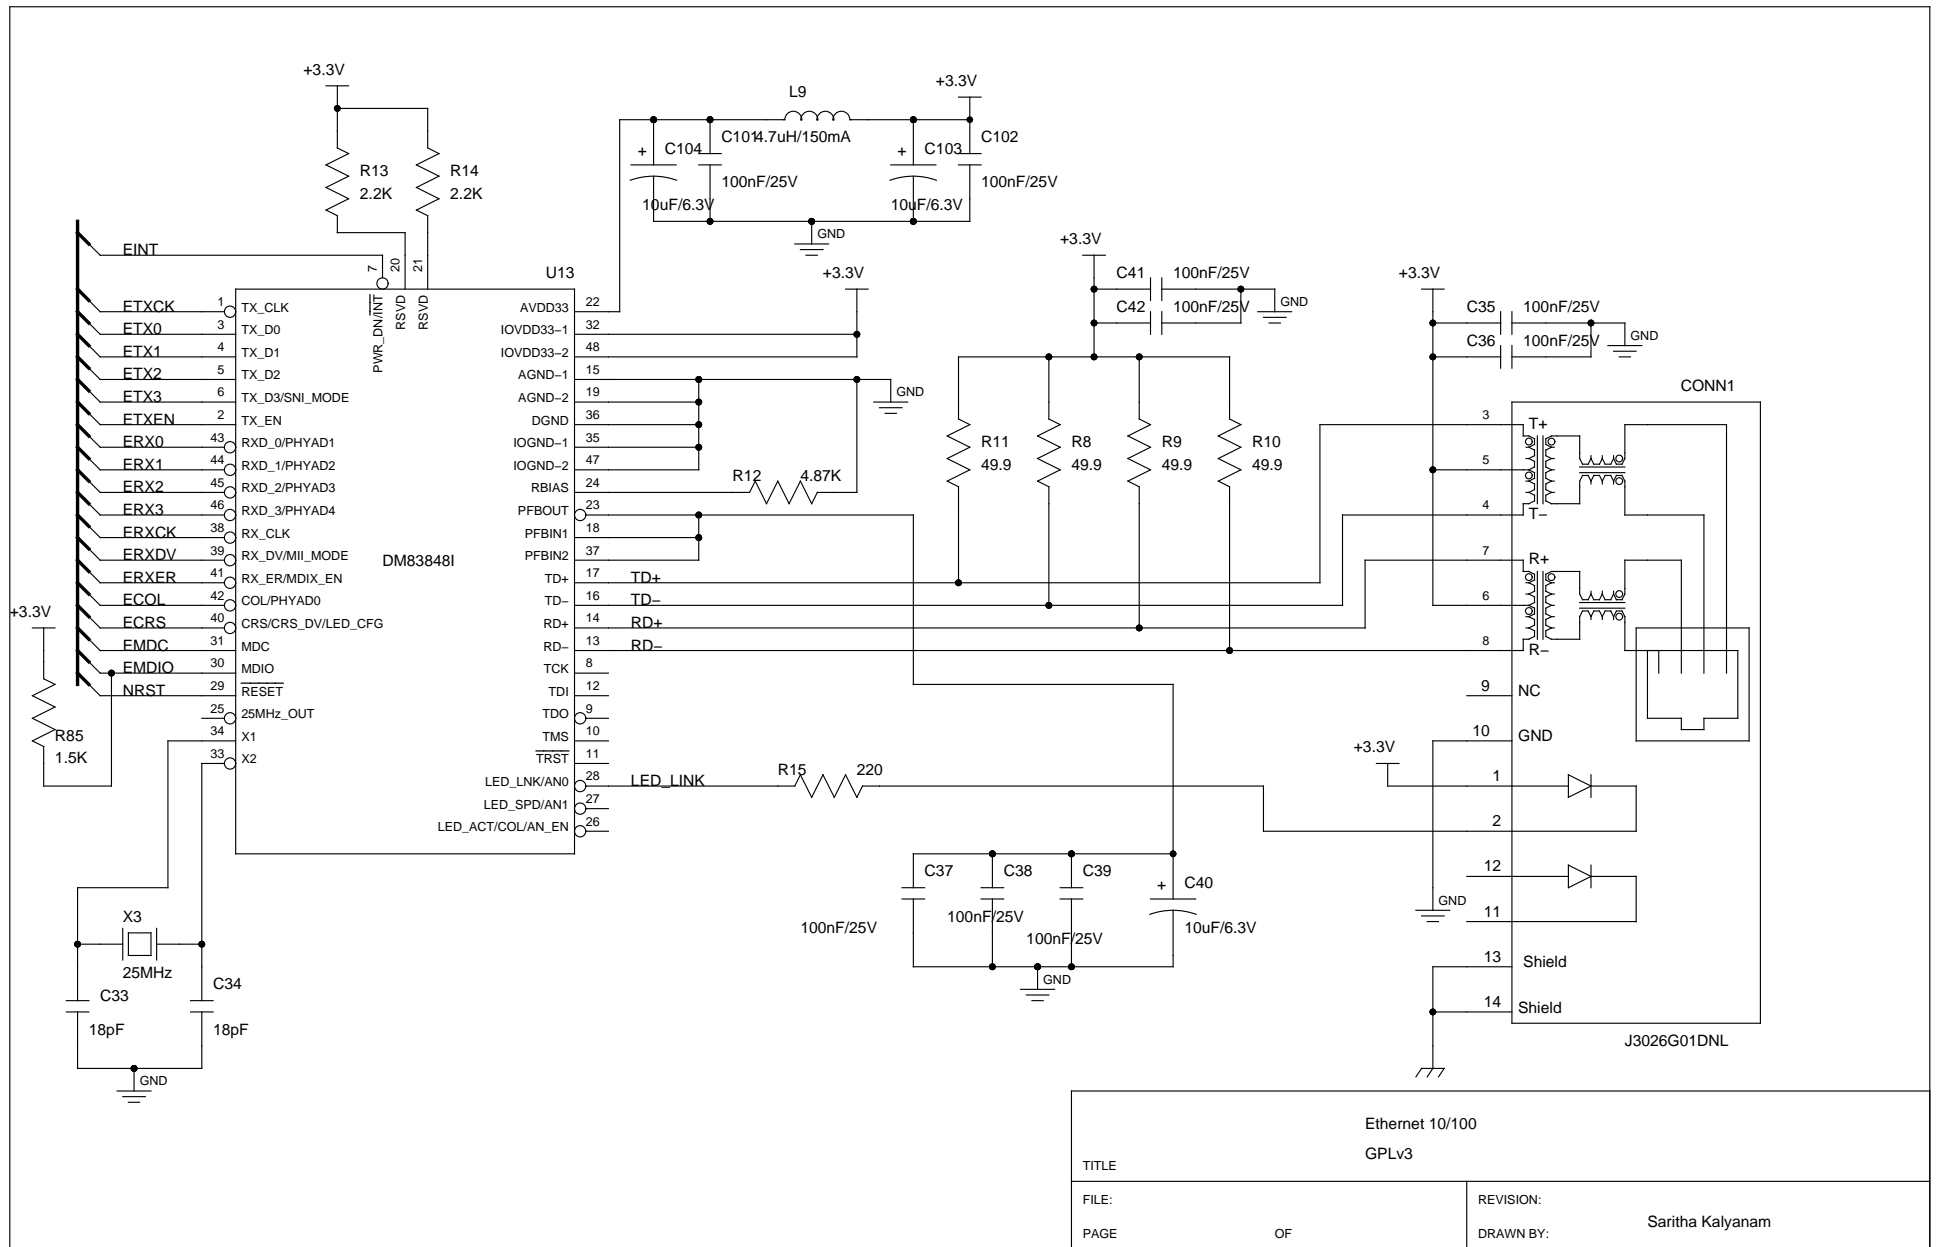 +3.3V
R13
2.2K
R14
2.2K
L9
4.7uH/150mA
+3.3V
C104
10uF/6.3V
C101
100nF/25V
C103
10uF/6.3V
C102
100nF/25V
GND
EINT
ETXCK
ETX0
ETX1
ETX2
ETX3
ETXEN
ERX0
ERX1
ERX2
ERX3
ERXCK
ERXDV
ERXER
ECOL
ECRS
EMDC
EMDIO
NRST
+3.3V
R85
1.5K
U13
DM83848I
7 PWR_DN/INT
20 RSVD
21 RSVD
1 TX_CLK
3 TX_D0
4 TX_D1
5 TX_D2
6 TX_D3/SNI_MODE
2 TX_EN
43 RXD_0/PHYAD1
44 RXD_1/PHYAD2
45 RXD_2/PHYAD3
46 RXD_3/PHYAD4
38 RX_CLK
39 RX_DV/MII_MODE
41 RX_ER/MDIX_EN
42 COL/PHYAD0
40 CRS/CRS_DV/LED_CFG
31 MDC
30 MDIO
29 RESET
25 25MHz_OUT
34 X1
33 X2
AVDD33 22
IOVDD33−1 32
IOVDD33−2 48
AGND−1 15
AGND−2 19
DGND 36
IOGND−1 35
IOGND−2 47
RBIAS 24
PFBOUT 23
PFBIN1 18
PFBIN2 37
TD+ 17 TD+
TD− 16 TD−
RD+ 14 RD+
RD− 13 RD−
TCK 8
TDI 12
TDO 9
TMS 10
TRST 11
LED_LNK/AN0 28 LED_LINK
LED_SPD/AN1 27
LED_ACT/COL/AN_EN 26
+3.3V
GND
R12 4.87K
R15 220
X3
25MHz
C33
18pF
C34
18pF
GND
+3.3V
C41 100nF/25V
C42 100nF/25V
GND
R11
49.9
R8
49.9
R9
49.9
R10
49.9
+3.3V
C35 100nF/25V
C36 100nF/25V
GND
C37
100nF/25V
C38
100nF/25V
C39
100nF/25V
C40
+
10uF/6.3V
GND
+
+
CONN1
3 T+
5
4 T−
7 R+
6
8 R−
9 NC
10 GND
+3.3V
1
2
12
GND
11
13 Shield
14 Shield
J3026G01DNL
Ethernet 10/100
GPLv3
TITLE
FILE:
REVISION:
PAGE OF
DRAWN BY: Saritha Kalyanam